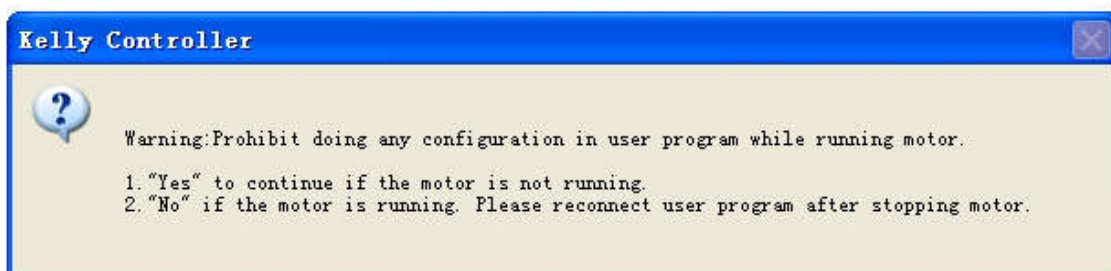 Kelly Controller
Warning:Prohibit doing any configuration in user program while running motor.
1."Yes" to continue if the motor is not running.
2."No" if the motor is running. Please reconnect user program after stopping motor.